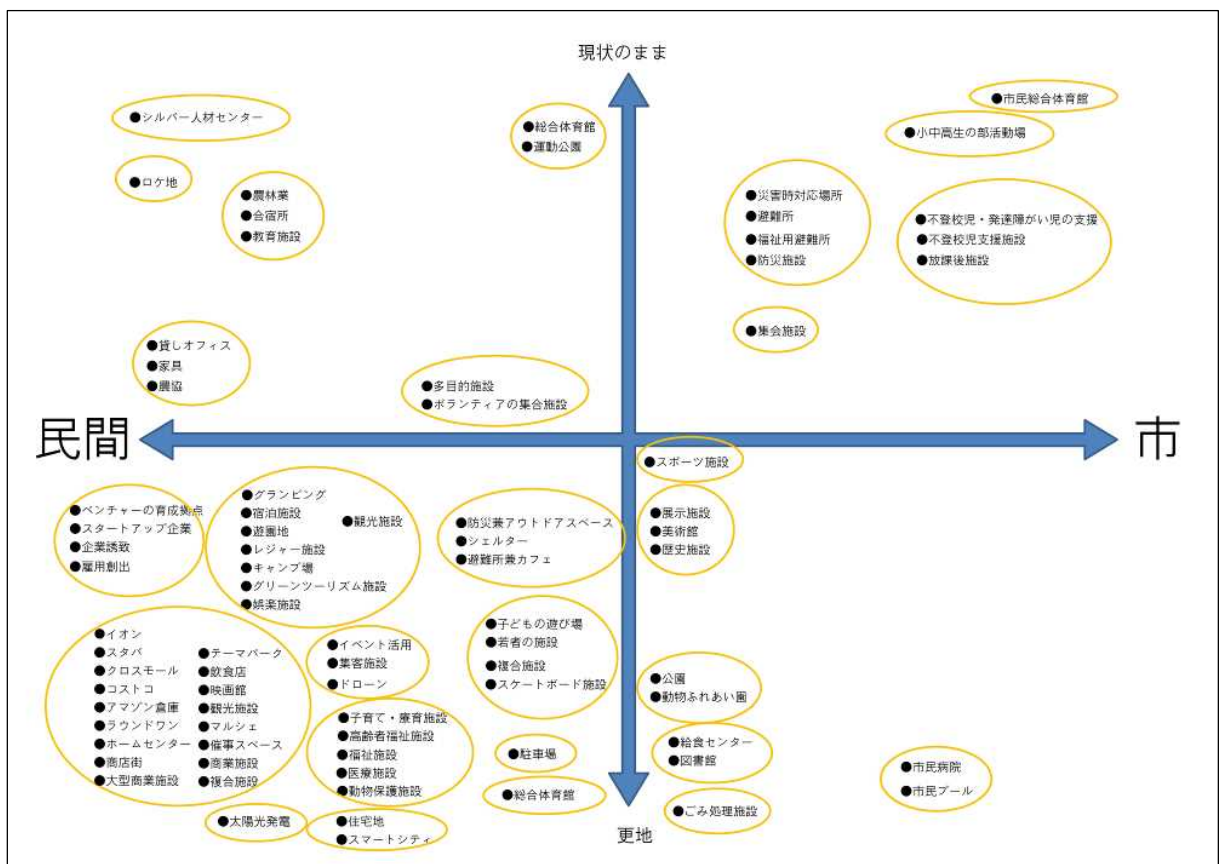 現状のまま
●シルバー人材センター
●ロケ地
●農林業
●合宿所
●教育施設
●総合体育館
●運動公園
●貸しオフィス
●家具
●農協
●多目的施設
●ボランティアの集合施設
●市民総合体育館
●小中高生の部活動場
●災害時対応場所
●避難所
●福祉用避難所
●防災施設
●不登校児・発達障がい児の支援
●不登校児支援施設
●放課後施設
●集会施設
民間
市
●ベンチャーの育成拠点
●スタートアップ企業
●企業誘致
●雇用創出
●グランピング
●宿泊施設
●遊園地
●レジャー施設
●キャンプ場
●グリーンツーリズム施設
●娯楽施設
●観光施設
●防災兼アウトドアスペース
●シェルター
●避難所兼カフェ
●イオン
●スタバ
●クロスモール
●コストコ
●アマゾン倉庫
●ラウンドワン
●ホームセンター
●商店街
●大型商業施設
●テーマパーク
●飲食店
●映画館
●観光施設
●マルシェ
●催事スペース
●商業施設
●複合施設
●イベント活用
●集客施設
●ドローン
●子どもの遊び場
●若者の施設
●複合施設
●スケートボード施設
●子育て・療育施設
●高齢者福祉施設
●福祉施設
●医療施設
●動物保護施設
●駐車場
●総合体育館
●太陽光発電
●住宅地
●スマートシティ
●スポーツ施設
●展示施設
●美術館
●歴史施設
●公園
●動物ふれあい園
●給食センター
●図書館
●ごみ処理施設
●市民病院
●市民プール
更地